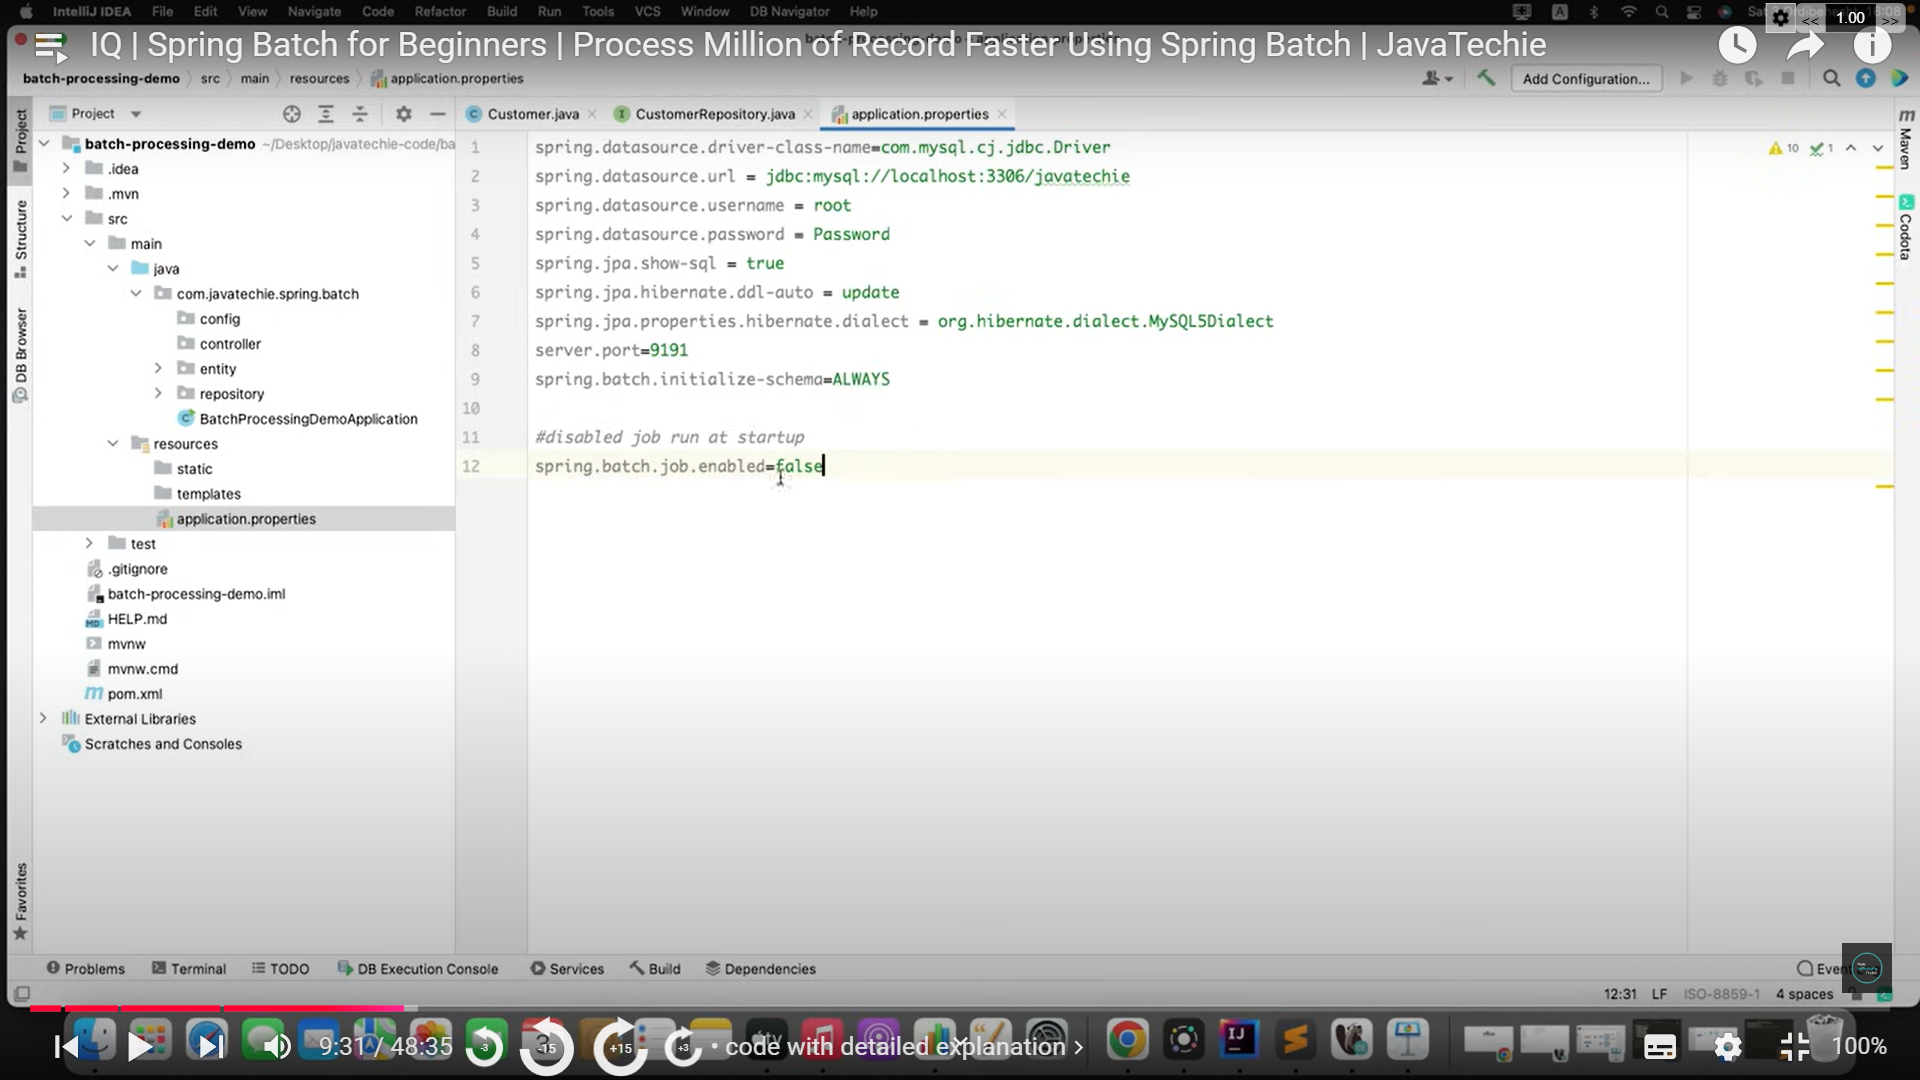 IntelliJ IDEA File Edit View Navigate Code Refactor Build Run Tools VCS Window DB Navigator Help
<< 1.00 >>
IQ | Spring Batch for Beginners | Process Million of Record Faster Using Spring Batch | JavaTechie
batch-processing-demo src main resources application.properties
Add Configuration...
Project
Customer.java
CustomerRepository.java
application.properties
Project
Structure
DB Browser
Favorites
batch-processing-demo ~/Desktop/javatechie-code/ba
.idea
.mvn
src
main
java
com.javatechie.spring.batch
config
controller
entity
repository
BatchProcessingDemoApplication
resources
static
templates
application.properties
test
.gitignore
batch-processing-demo.iml
HELP.md
mvnw
mvnw.cmd
pom.xml
External Libraries
Scratches and Consoles
1 spring.datasource.driver-class-name=com.mysql.cj.jdbc.Driver
2 spring.datasource.url = jdbc:mysql://localhost:3306/javatechie
3 spring.datasource.username = root
4 spring.datasource.password = Password
5 spring.jpa.show-sql = true
6 spring.jpa.hibernate.ddl-auto = update
7 spring.jpa.properties.hibernate.dialect = org.hibernate.dialect.MySQL5Dialect
8 server.port=9191
9 spring.batch.initialize-schema=ALWAYS
10
11 #disabled job run at startup
12 spring.batch.job.enabled=false
10 1
Maven
Codota
Problems Terminal TODO DB Execution Console Services Build Dependencies
12:31 LF ISO-8859-1 4 spaces
9:31 / 48:35 -3 -15 +15 +3 • code with detailed explanation >
100%